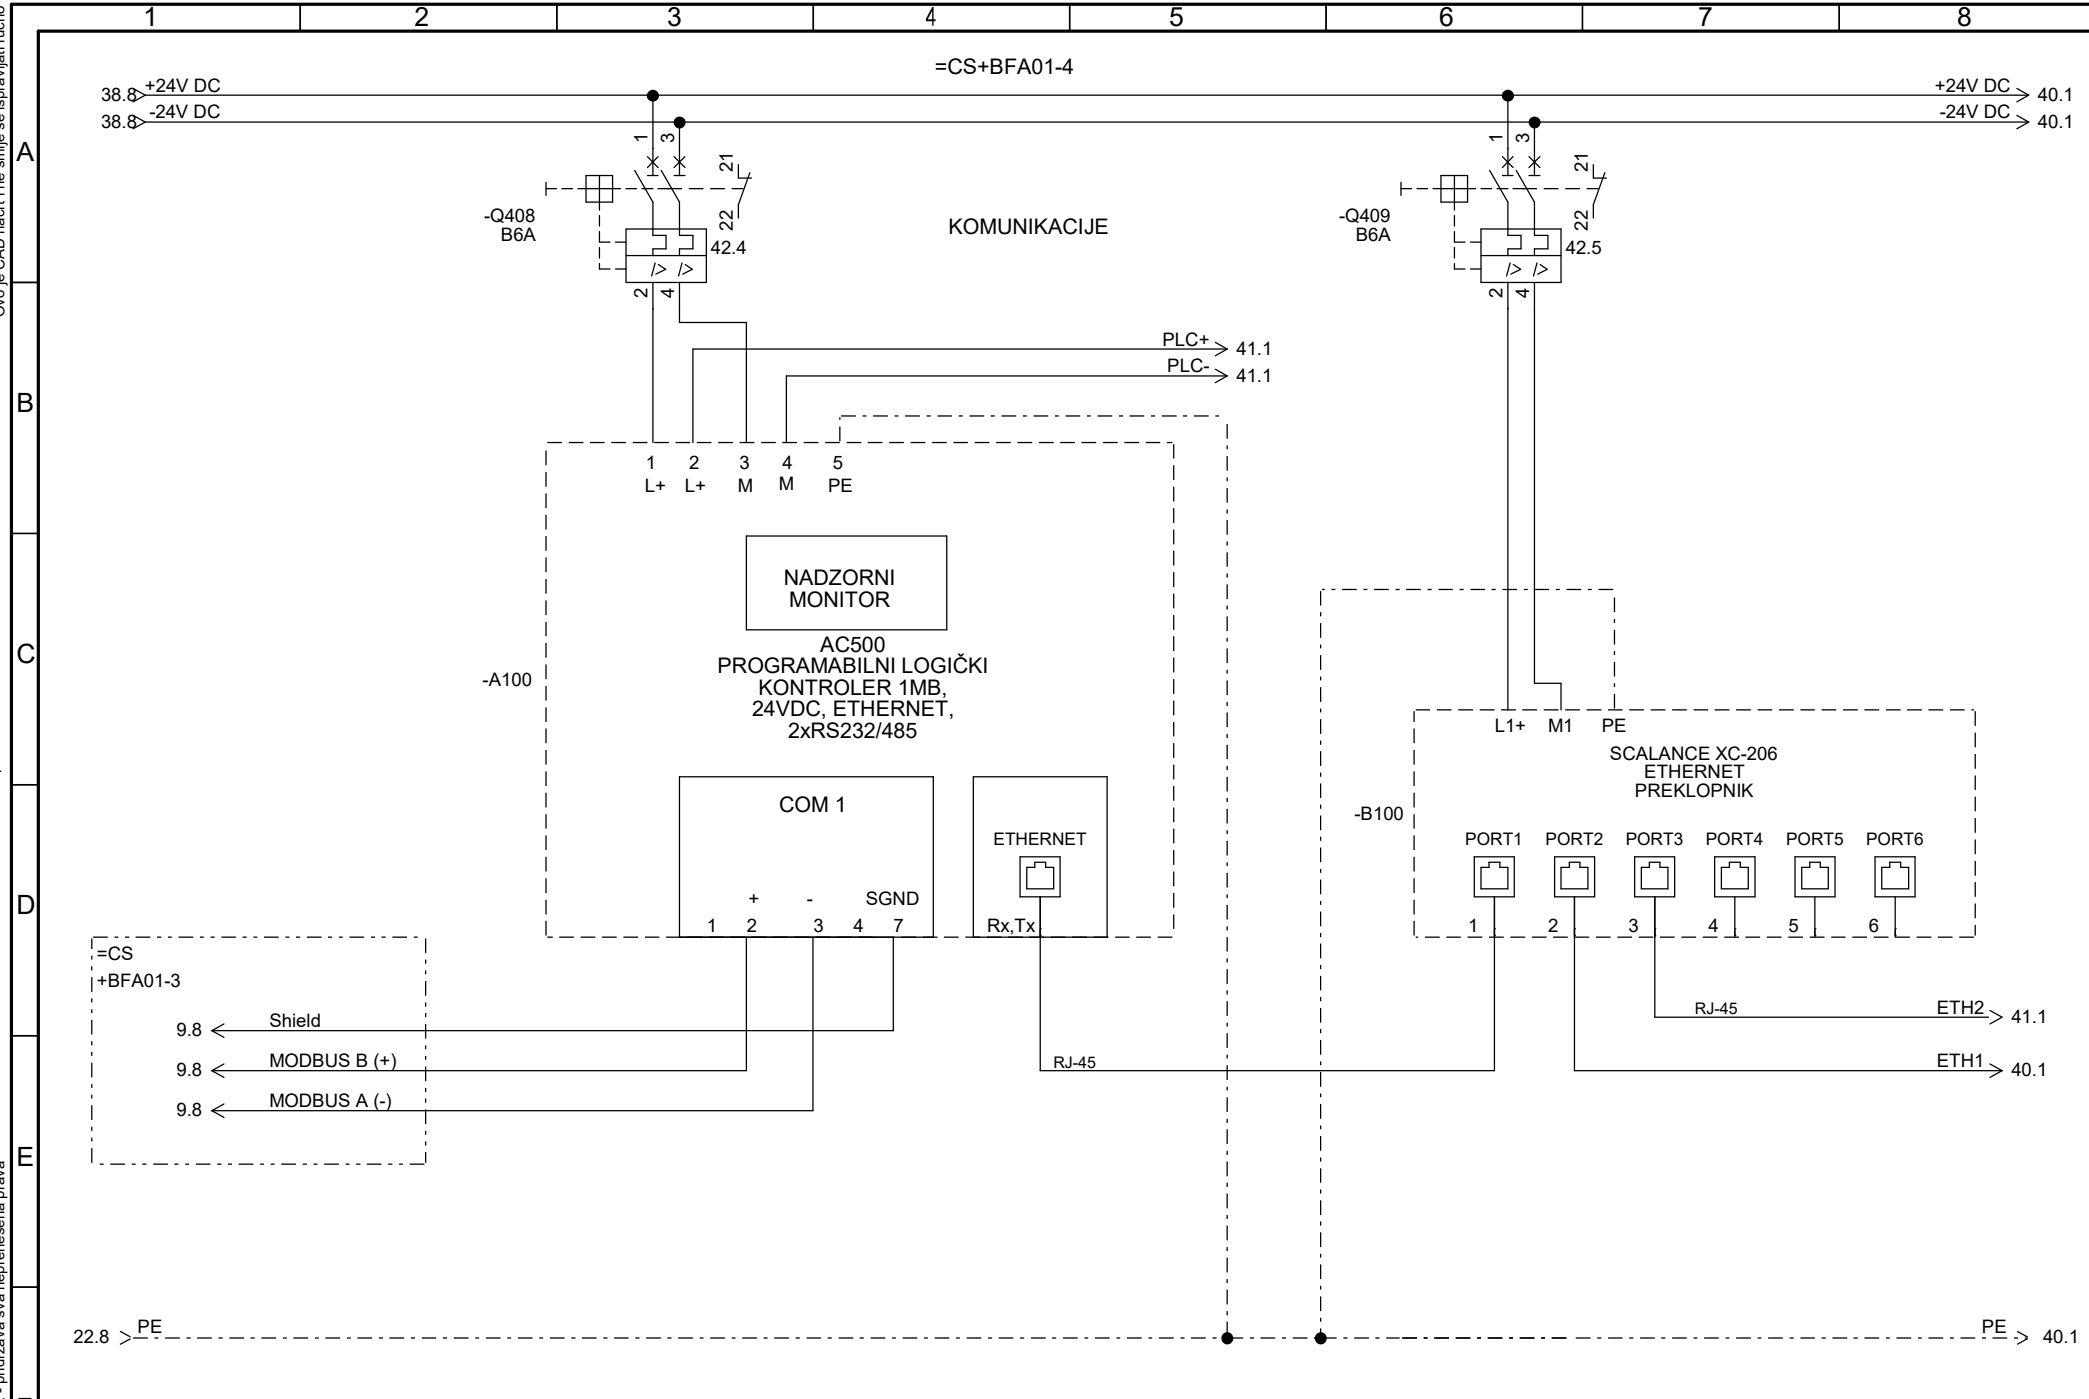 1 2 3 4 5 6 7 8
=CS+BFA01-4
38.8 +24V DC +24V DC 40.1
38.8 -24V DC -24V DC 40.1
A
1 3 21 1 3 21
-Q408 22 -Q409 22
B6A B6A
KOMUNIKACIJE
42.4 42.5
/> /> /> />
2 4 2 4
PLC+ 41.1
PLC- 41.1
B
1 2 3 4 5
L+ L+ M M PE
NADZORNI
MONITOR
C
-A100
AC500
PROGRAMABILNI LOGIČKI
KONTROLER 1MB,
24VDC, ETHERNET,
2xRS232/485
L1+ M1 PE
SCALANCE XC-206
ETHERNET
PREKLOPNIK
-B100
COM 1
ETHERNET
PORT1 PORT2 PORT3 PORT4 PORT5 PORT6
D
+ - SGND
1 2 3 4 7 Rx,Tx
1 2 3 4 5 6
=CS
+BFA01-3
9.8 Shield
RJ-45 ETH2 41.1
9.8 MODBUS B (+)
RJ-45 ETH1 40.1
9.8 MODBUS A (-)
E
22.8 PE PE 40.1